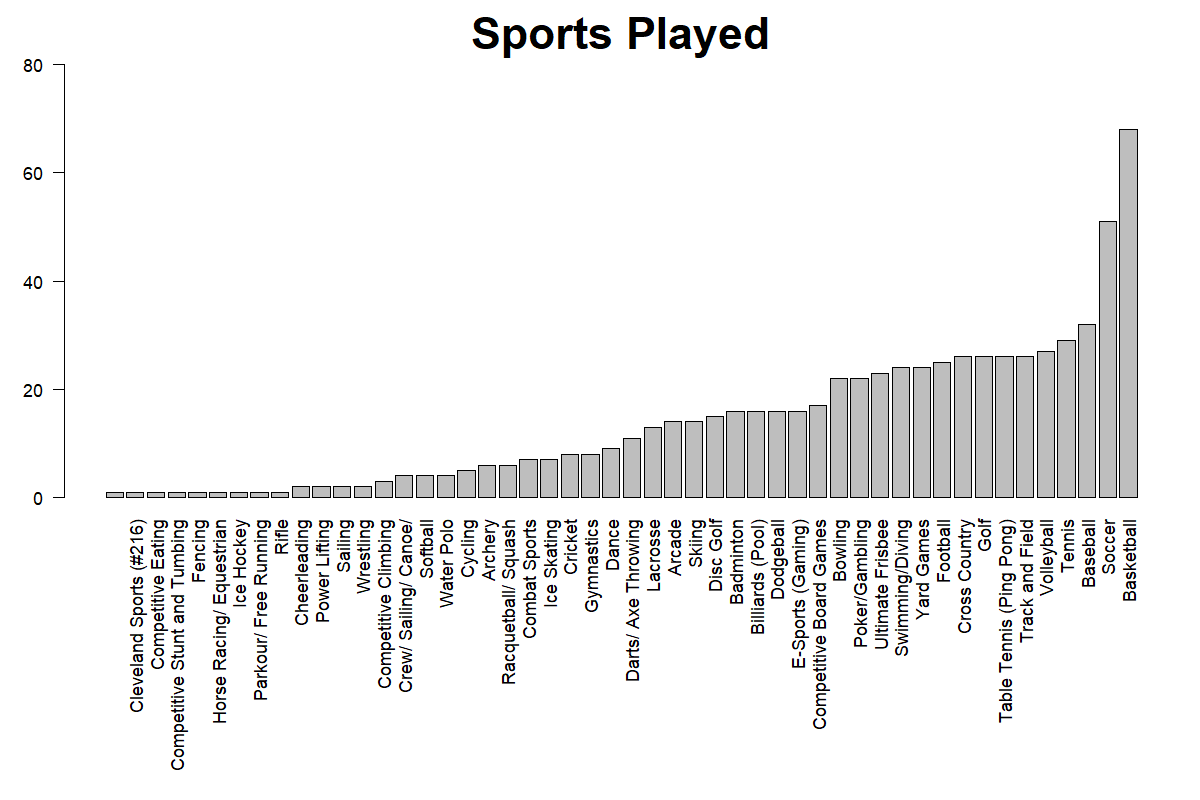 Sports Played
80
60
40
20
0
Cleveland Sports (#216)
Competitive Eating
Competitive Stunt and Tumbing
Fencing
Horse Racing/ Equestrian
Ice Hockey
Parkour/ Free Running
Rifle
Cheerleading
Power Lifting
Sailing
Wrestling
Competitive Climbing
Crew/ Sailing/ Canoe/
Softball
Water Polo
Cycling
Archery
Racquetball/ Squash
Combat Sports
Ice Skating
Cricket
Gymnastics
Dance
Darts/ Axe Throwing
Lacrosse
Arcade
Skiing
Disc Golf
Badminton
Billiards (Pool)
Dodgeball
E-Sports (Gaming)
Competitive Board Games
Bowling
Poker/Gambling
Ultimate Frisbee
Swimming/Diving
Yard Games
Football
Cross Country
Golf
Table Tennis (Ping Pong)
Track and Field
Volleyball
Tennis
Baseball
Soccer
Basketball